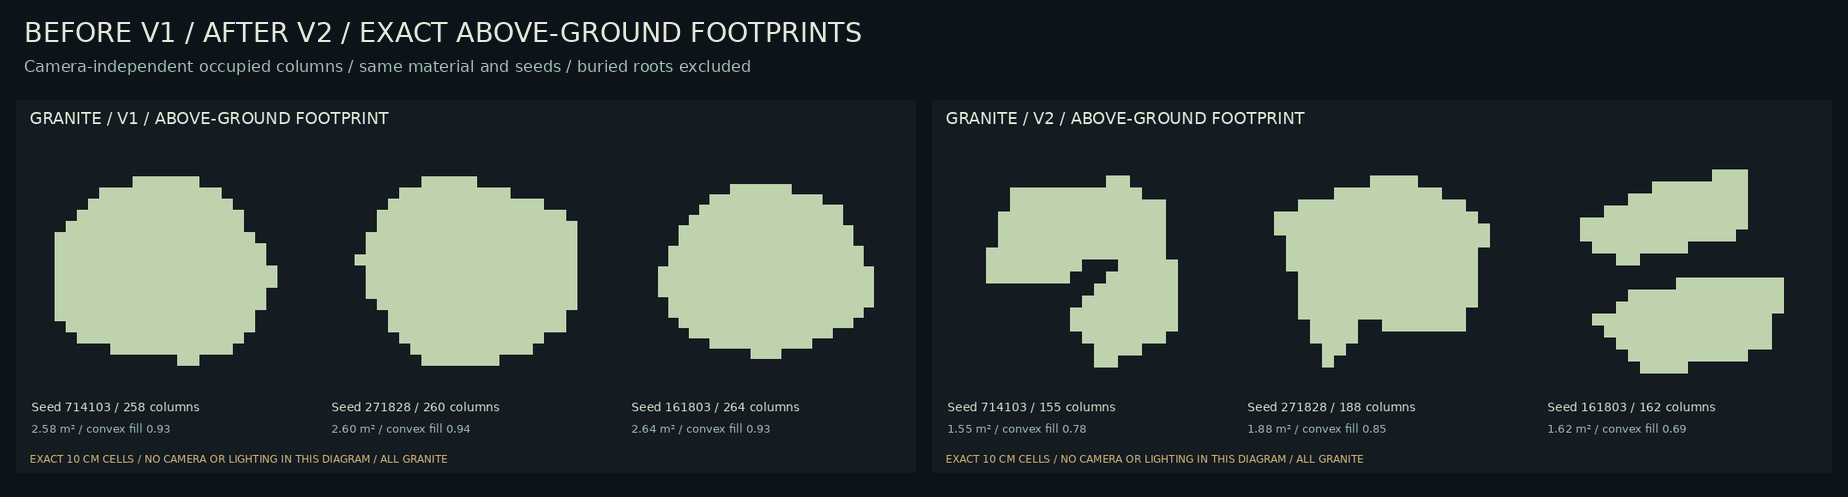 BEFORE V1 / AFTER V2 / EXACT ABOVE-GROUND FOOTPRINTS
Camera-independent occupied columns / same material and seeds / buried roots excluded
GRANITE / V1 / ABOVE-GROUND FOOTPRINT
Seed 714103 / 258 columns
2.58 m² / convex fill 0.93
Seed 271828 / 260 columns
2.60 m² / convex fill 0.94
Seed 161803 / 264 columns
2.64 m² / convex fill 0.93
EXACT 10 CM CELLS / NO CAMERA OR LIGHTING IN THIS DIAGRAM / ALL GRANITE
GRANITE / V2 / ABOVE-GROUND FOOTPRINT
Seed 714103 / 155 columns
1.55 m² / convex fill 0.78
Seed 271828 / 188 columns
1.88 m² / convex fill 0.85
Seed 161803 / 162 columns
1.62 m² / convex fill 0.69
EXACT 10 CM CELLS / NO CAMERA OR LIGHTING IN THIS DIAGRAM / ALL GRANITE